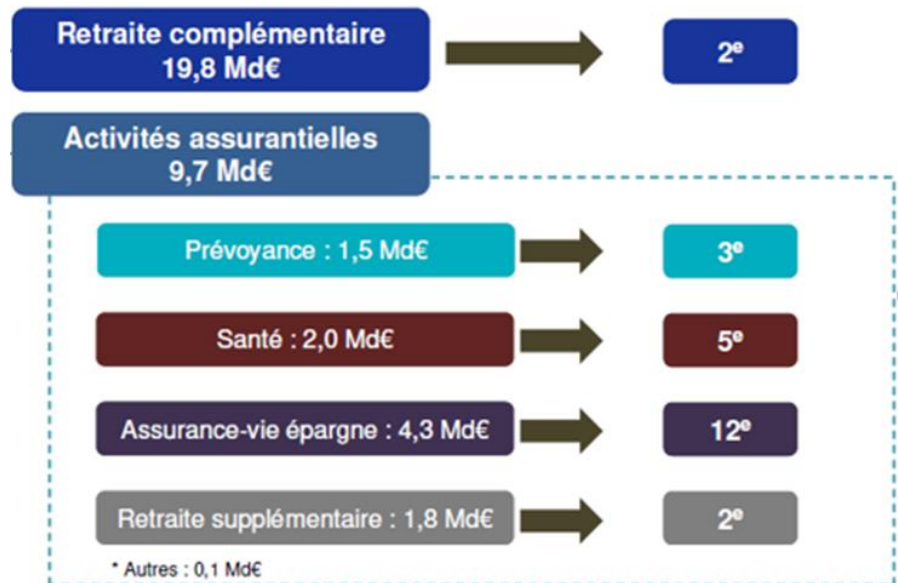 Retraite complémentaire
19,8 Md€
2e
Activités assurantielles
9,7 Md€
Prévoyance : 1,5 Md€
3e
Santé : 2,0 Md€
5e
Assurance-vie épargne : 4,3 Md€
12e
Retraite supplémentaire : 1,8 Md€
2e
* Autres : 0,1 Md€